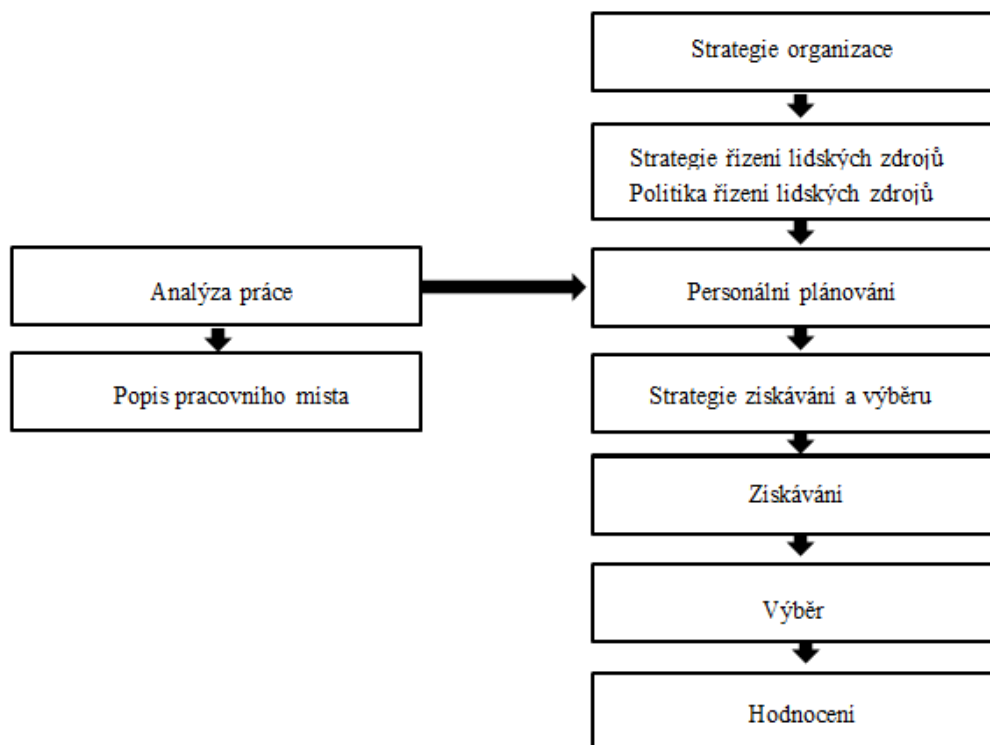 Strategie organizace
Strategie řízení lidských zdrojů
Politika řízení lidských zdrojů
Analýza práce
Personální plánování
Popis pracovního místa
Strategie získávání a výběru
Získávání
Výběr
Hodnocení